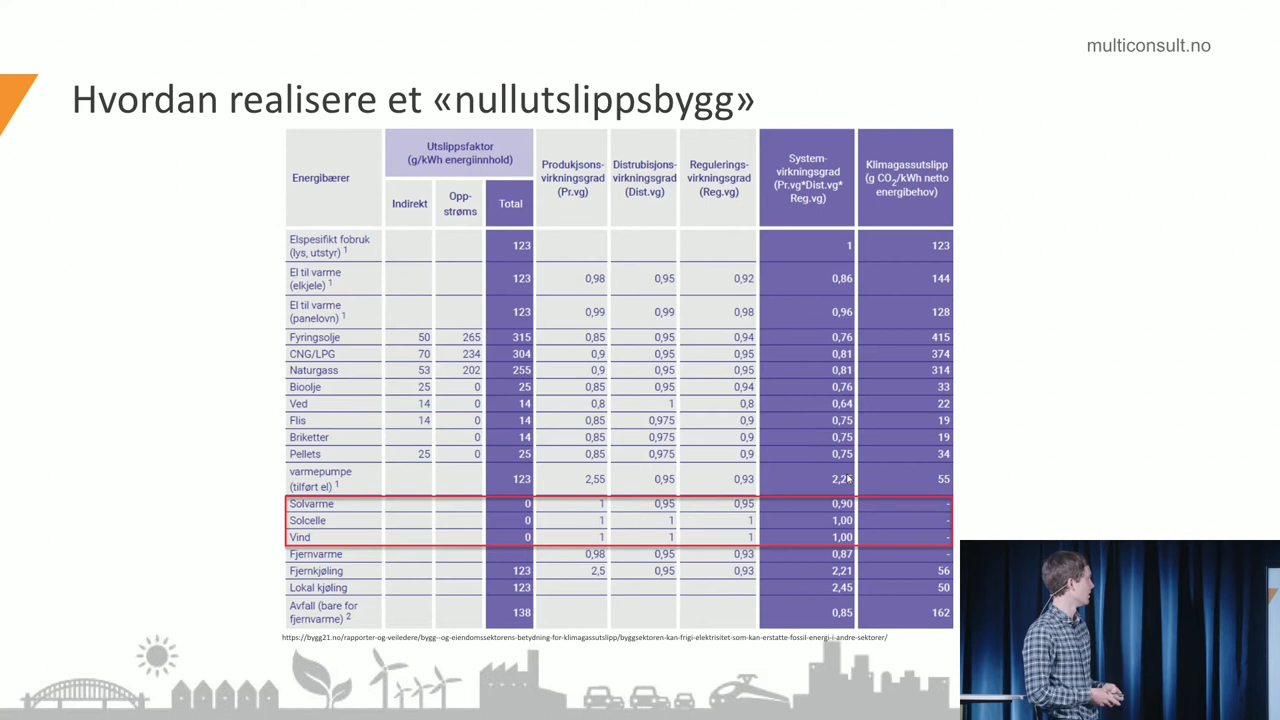 multiconsult.no
Hvordan realisere et «nullutslippsbygg»
Energibærer
Utslippsfaktor
(g/kWh energiinnhold)
Indirekt
Opp-
strøms
Total
Produkjsons-
virkningsgrad
(Pr.vg)
Distrubisjons-
virkningsgrad
(Dist.vg)
Regulerings-
virkningsgrad
(Reg.vg)
System-
virkningsgrad
(Pr.vg*Dist.vg*
Reg.vg)
Klimagassutslipp
(g CO2/kWh netto
energibehov)
Elspesifikt fobruk
(lys, utstyr) 1
123 1 123
El til varme
(elkjele) 1
123 0,98 0,95 0,92 0,86 144
El til varme
(panelovn) 1
123 0,99 0,99 0,98 0,96 128
Fyringsolje 50 265 315 0,85 0,95 0,94 0,76 415
CNG/LPG 70 234 304 0,9 0,95 0,95 0,81 374
Naturgass 53 202 255 0,9 0,95 0,95 0,81 314
Bioolje 25 0 25 0,85 0,95 0,94 0,76 33
Ved 14 0 14 0,8 1 0,8 0,64 22
Flis 14 0 14 0,85 0,975 0,9 0,75 19
Briketter 0 14 0,85 0,975 0,9 0,75 19
Pellets 25 0 25 0,85 0,975 0,9 0,75 34
varmepumpe
(tilført el) 1
123 2,55 0,95 0,93 55
Solvarme 0 1 0,95 0,95 0,90 -
Solcelle 0 1 1 1 1,00 -
Vind 0 1 1 1 1,00 -
Fjernvarme 0,98 0,95 0,93 0,87 -
Fjernkjøling 123 2,5 0,95 0,93 2,21 56
Lokal kjøling 123 2,45 50
Avfall (bare for
fjernvarme) 2
138 0,85 162
https://bygg21.no/rapporter-og-veiledere/bygg--og-eiendomssektorens-betydning-for-klimagassutslipp/byggsektoren-kan-frigi-elektrisitet-som-kan-erstatte-fossil-energi-i-andre-sektorer/